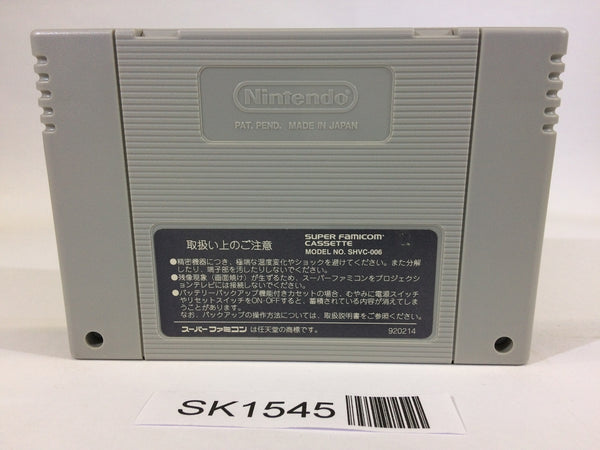 Nintendo
PAT. PEND. MADE IN JAPAN
取扱い上のご注意
SUPER FAMICOM
CASSETTE
MODEL NO. SHVC-006
●精密機器につき、極端な温度変化やショックを避けてください。また分解
したり、端子部を汚したりしないでください。
●残像現象（画面焼け）が生ずるため、スーパーファミコンをプロジェクショ
ンテレビには接続しないでください。
●バッテリーバックアップ機能付きカセットの場合、むやみに電源スイッチ
やリセットスイッチをON-OFFすると、蓄積されている内容が消えてしま
うことがあります。
なお、バックアップの操作方法については、取扱説明書をご参照ください。
スーパーファミコンは任天堂の商標です。
920214
SK1545